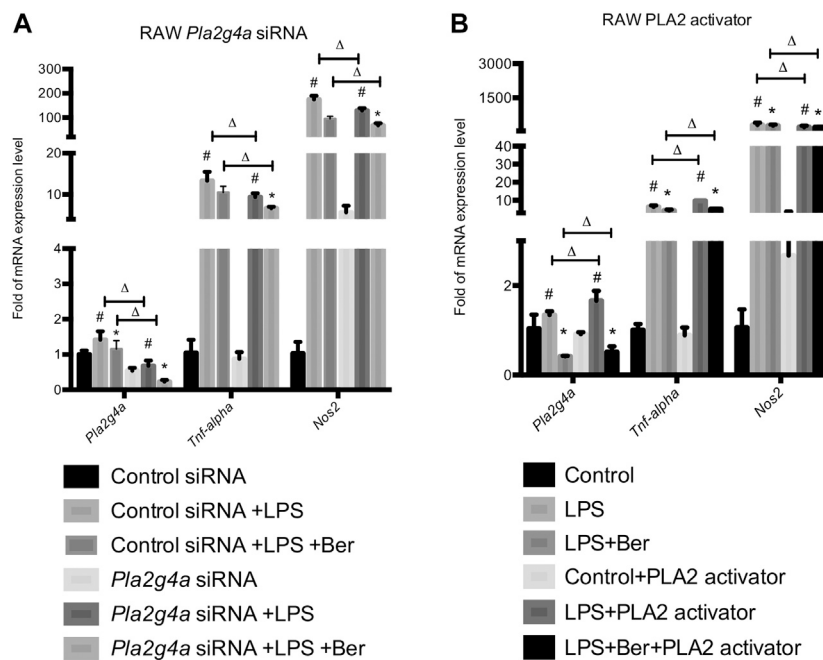 A
RAW Pla2g4a siRNA
Fold of mRNA expression level
300
200
100
20
10
4
3
2
1
0
Δ
Δ
#
*
#
*
Δ
Δ
#
#
*
Δ
Δ
#
#
*
Pla2g4a
Tnf-alpha
Nos2
Control siRNA
Control siRNA +LPS
Control siRNA +LPS +Ber
Pla2g4a siRNA
Pla2g4a siRNA +LPS
Pla2g4a siRNA +LPS +Ber
B
RAW PLA2 activator
Fold of mRNA expression level
3000
1500
40
30
20
10
2
0
Δ
Δ
#
*
#
*
Δ
Δ
#
*
#
*
Δ
Δ
#
*
#
*
Pla2g4a
Tnf-alpha
Nos2
Control
LPS
LPS+Ber
Control+PLA2 activator
LPS+PLA2 activator
LPS+Ber+PLA2 activator